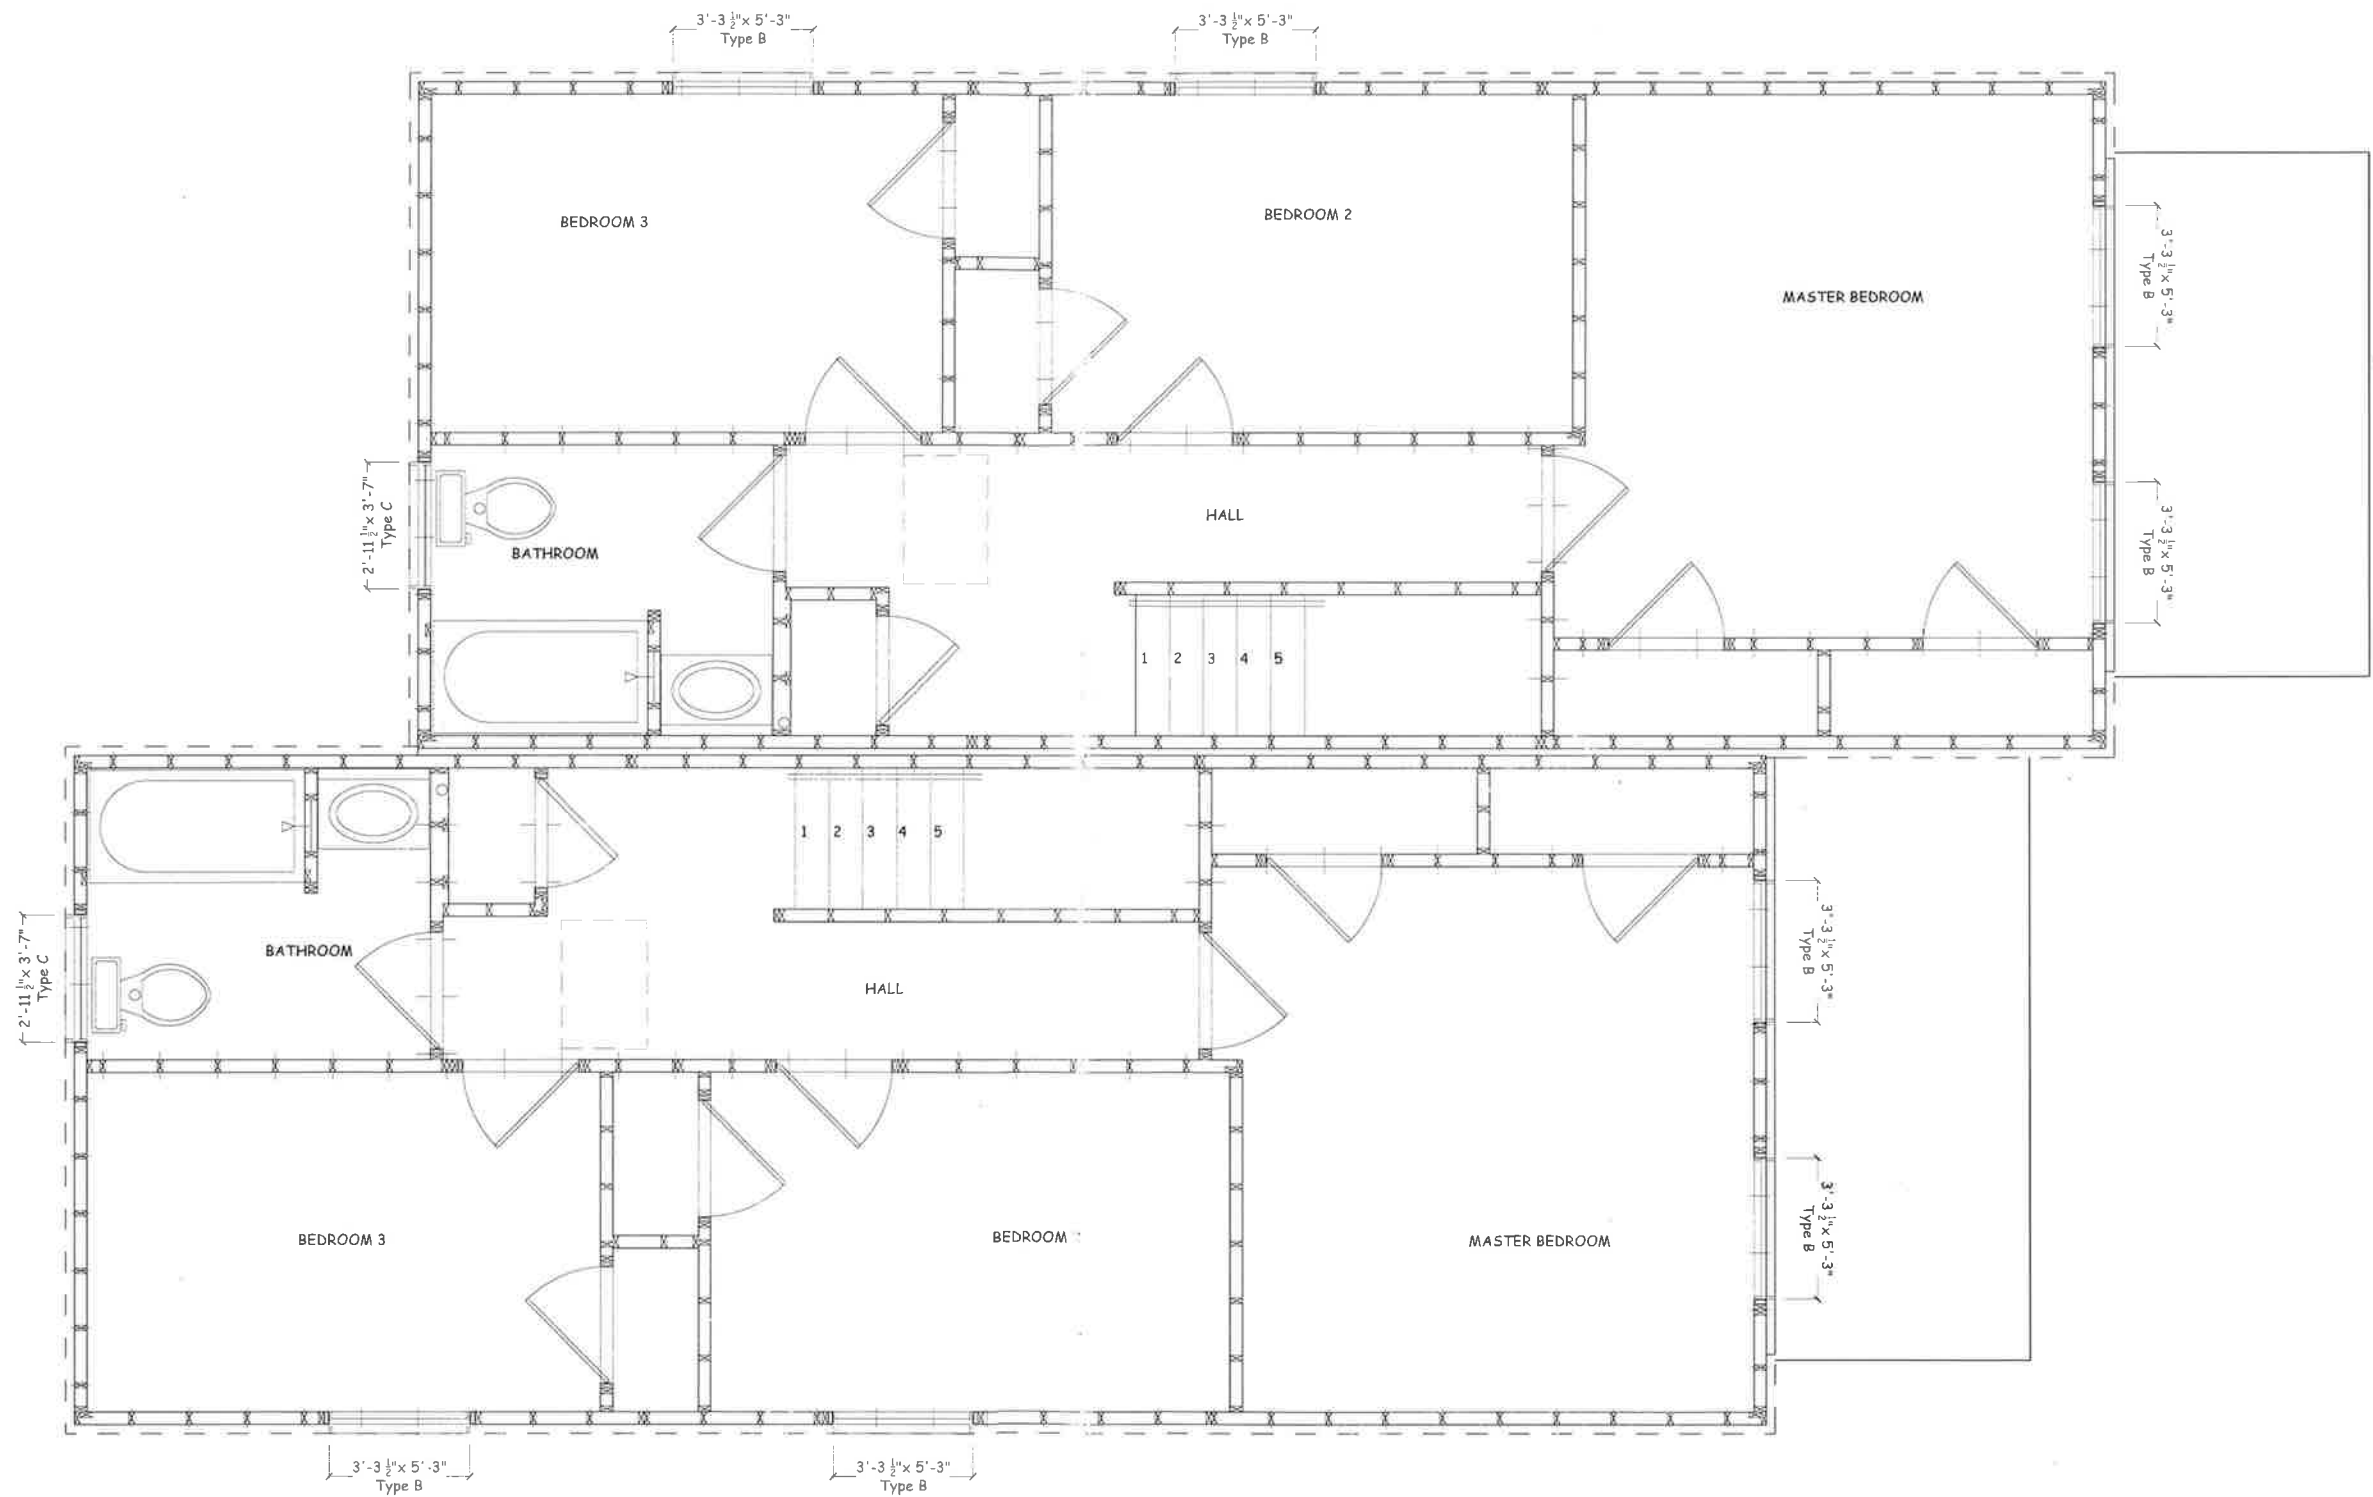 3'-3 ½"x 5'-3"
Type B
3'-3 ½"x 5'-3"
Type B
BEDROOM 3
BEDROOM 2
MASTER BEDROOM
3'-3 ½"x 5'-3"
Type B
2'-11 ½"x 3'-7"
Type C
BATHROOM
HALL
3'-3 ½"x 5'-3"
Type B
1 2 3 4 5
1 2 3 4 5
2'-11 ½"x 3'-7"
Type C
BATHROOM
HALL
3'-3 ½"x 5'-3"
Type B
BEDROOM 3
BEDROOM
MASTER BEDROOM
3'-3 ½"x 5'-3"
Type B
3'-3 ½"x 5'-3"
Type B
3'-3 ½"x 5'-3"
Type B